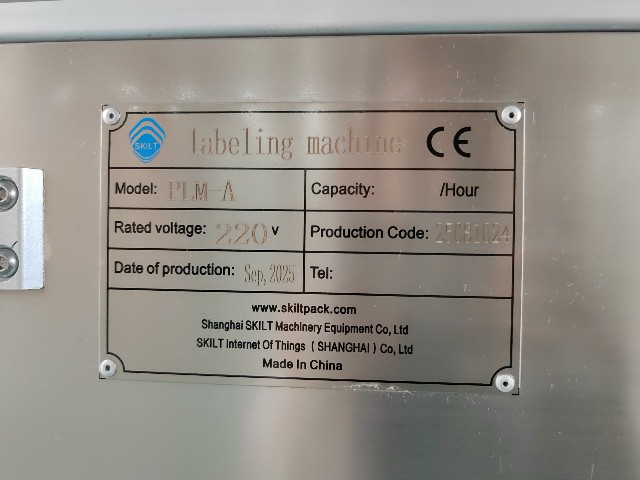 SKILT labeling machine CE
Model: PLM-A Capacity: /Hour
Rated voltage: 220 v Production Code:
Date of production: Sep,2025 Tel:
www.skiltpack.com
Shanghai SKILT Machinery Equipment Co, Ltd
SKILT Internet Of Things ( SHANGHAI ) Co, Ltd
Made In China